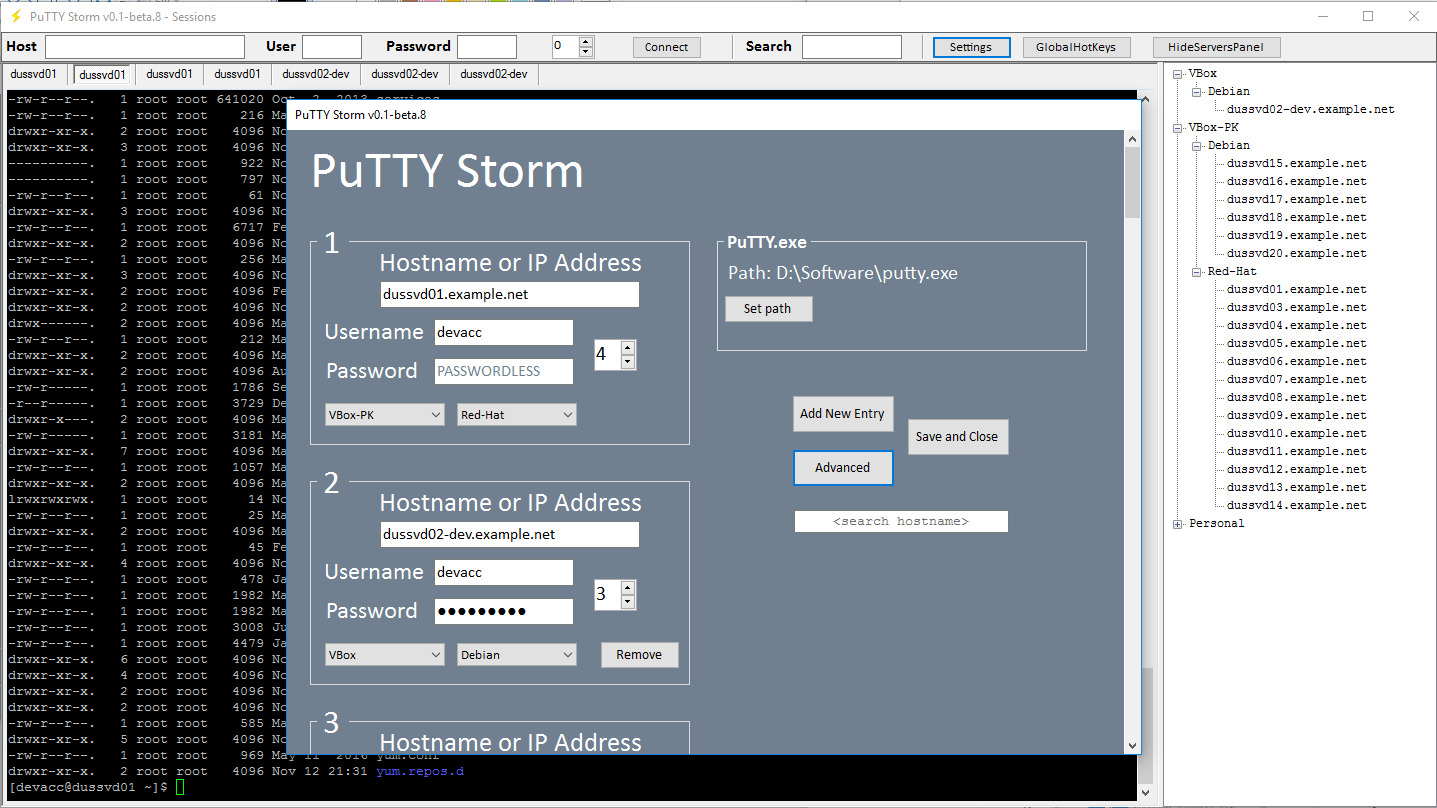 PuTTY Storm v0.1-beta.8 - Sessions
Host User Password 0 Connect Search Settings GlobalHotKeys HideServersPanel
dussvd01 dussvd01 dussvd01 dussvd01 dussvd02-dev dussvd02-dev dussvd02-dev
-rw-r--r--. 1 root root 641020 Oct 2 2013 services
-rw-r--r--. 1 root root 216 Ma
drwxr-xr-x. 2 root root 4096 No
drwxr-xr-x. 3 root root 4096 No
----------. 1 root root 922 No
----------. 1 root root 797 No
-rw-r--r--. 1 root root 61 No
drwxr-xr-x. 3 root root 4096 No
-rw-r--r--. 1 root root 6717 Fe
drwxr-xr-x. 2 root root 4096 No
-rw-r--r--. 1 root root 256 Ma
drwxr-xr-x. 3 root root 4096 No
drwxr-xr-x. 2 root root 4096 Fe
drwxr-xr-x. 2 root root 4096 No
drwx------. 2 root root 4096 Ma
-rw-r--r--. 1 root root 212 Ma
drwxr-xr-x. 2 root root 4096 Ma
drwxr-xr-x. 2 root root 4096 Au
-rw-r-----. 1 root root 1786 Se
-r--r-----. 1 root root 3729 De
drwxr-x---. 2 root root 4096 Ma
-rw-r-----. 1 root root 3181 Ma
drwxr-xr-x. 7 root root 4096 Ma
-rw-r--r--. 1 root root 1057 Ma
drwxr-xr-x. 2 root root 4096 Ma
lrwxrwxrwx. 1 root root 14 No
-rw-r--r--. 1 root root 25 Ma
drwxr-xr-x. 2 root root 4096 Ma
-rw-r--r--. 1 root root 45 Fe
drwxr-xr-x. 4 root root 4096 No
-rw-r--r--. 1 root root 478 Ja
-rw-r--r--. 1 root root 1982 Ma
-rw-r--r--. 1 root root 1982 Ma
-rw-r--r--. 1 root root 3008 Ju
-rw-r--r--. 1 root root 4479 Ja
drwxr-xr-x. 6 root root 4096 No
drwxr-xr-x. 4 root root 4096 No
drwxr-xr-x. 2 root root 4096 No
drwxr-xr-x. 2 root root 4096 No
-rw-r--r--. 1 root root 585 Ma
drwxr-xr-x. 5 root root 4096 No
-rw-r--r--. 1 root root 969 May 11 2016 yum.conf
drwxr-xr-x. 2 root root 4096 Nov 12 21:31 yum.repos.d
[devacc@dussvd01 ~]$
PuTTY Storm v0.1-beta.8
PuTTY Storm
1
Hostname or IP Address
dussvd01.example.net
Username devacc
4
Password PASSWORDLESS
VBox-PK Red-Hat
2
Hostname or IP Address
dussvd02-dev.example.net
Username devacc
3
Password ●●●●●●●●●
VBox Debian Remove
3
Hostname or IP Address
PuTTY.exe
Path: D:\Software\putty.exe
Set path
Add New Entry
Save and Close
Advanced
<search hostname>
VBox
Debian
dussvd02-dev.example.net
VBox-PK
Debian
dussvd15.example.net
dussvd16.example.net
dussvd17.example.net
dussvd18.example.net
dussvd19.example.net
dussvd20.example.net
Red-Hat
dussvd01.example.net
dussvd03.example.net
dussvd04.example.net
dussvd05.example.net
dussvd06.example.net
dussvd07.example.net
dussvd08.example.net
dussvd09.example.net
dussvd10.example.net
dussvd11.example.net
dussvd12.example.net
dussvd13.example.net
dussvd14.example.net
Personal